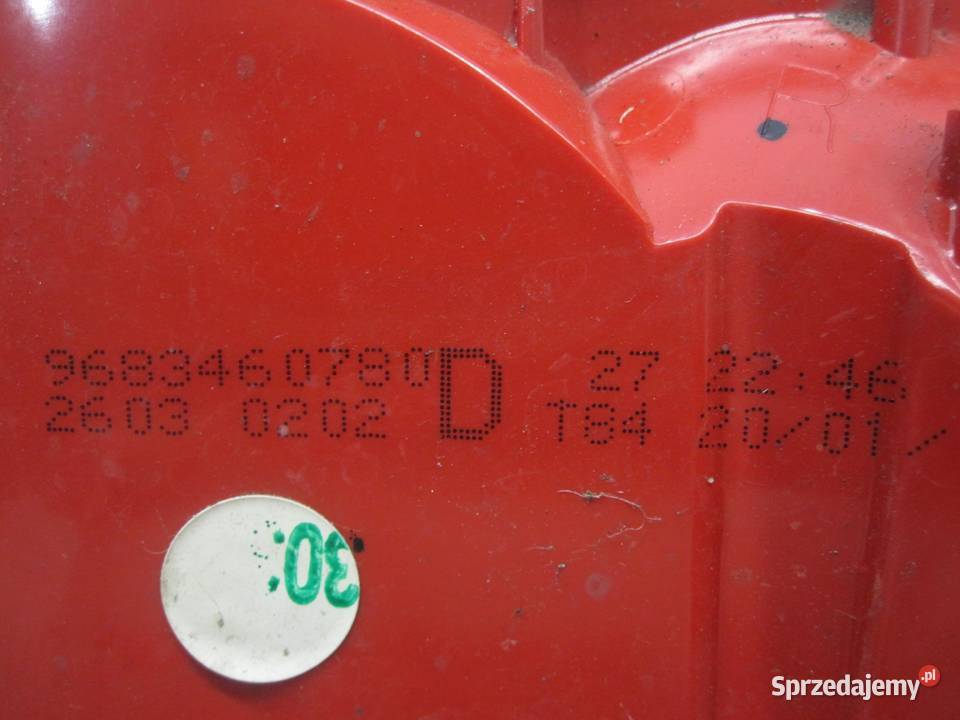 9683460780 D 27 22:46
2603 0202 T84 20/01/
30.
R
Sprzedajemy.pl